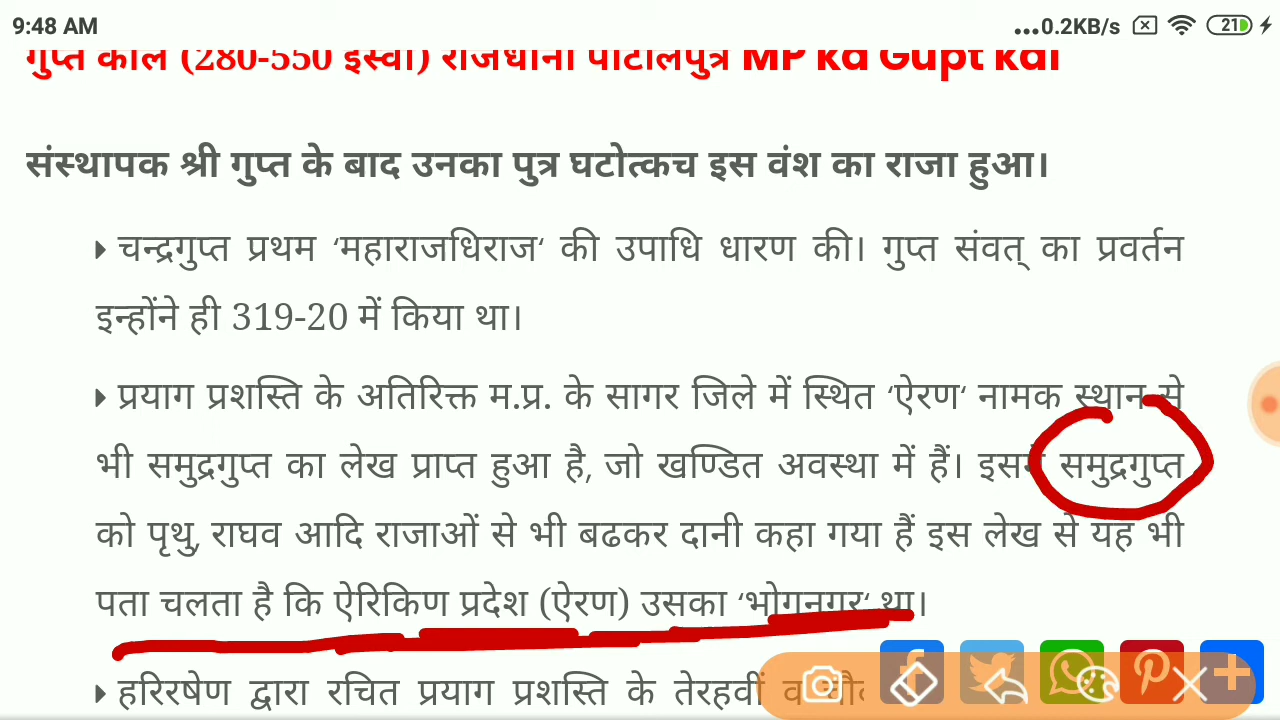 9:48 AM ...0.2KB/s 21
गुप्त काल (280-550 इस्वी) राजधानी पाटलिपुत्र MP ka Gupt kal
संस्थापक श्री गुप्त के बाद उनका पुत्र घटोत्कच इस वंश का राजा हुआ।
चन्द्रगुप्त प्रथम ‘महाराजधिराज‘ की उपाधि धारण की। गुप्त संवत् का प्रवर्तन
इन्होंने ही 319-20 में किया था।
प्रयाग प्रशस्ति के अतिरिक्त म.प्र. के सागर जिले में स्थित ‘ऐरण‘ नामक स्थान से
भी समुद्रगुप्त का लेख प्राप्त हुआ है, जो खण्डित अवस्था में हैं। इसमें समुद्रगुप्त
को पृथु, राघव आदि राजाओं से भी बढकर दानी कहा गया हैं इस लेख से यह भी
पता चलता है कि ऐरिकिण प्रदेश (ऐरण) उसका ‘भोगनगर‘ था।
हरिरषेण द्वारा रचित प्रयाग प्रशस्ति के तेरहवीं व